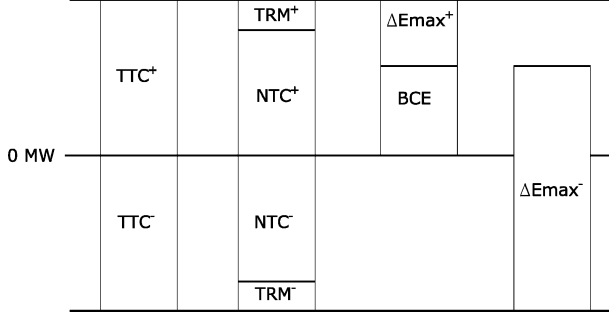 TRM⁺
ΔEmax⁺
TTC⁺
NTC⁺
BCE
0 MW
ΔEmax⁻
TTC⁻
NTC⁻
TRM⁻